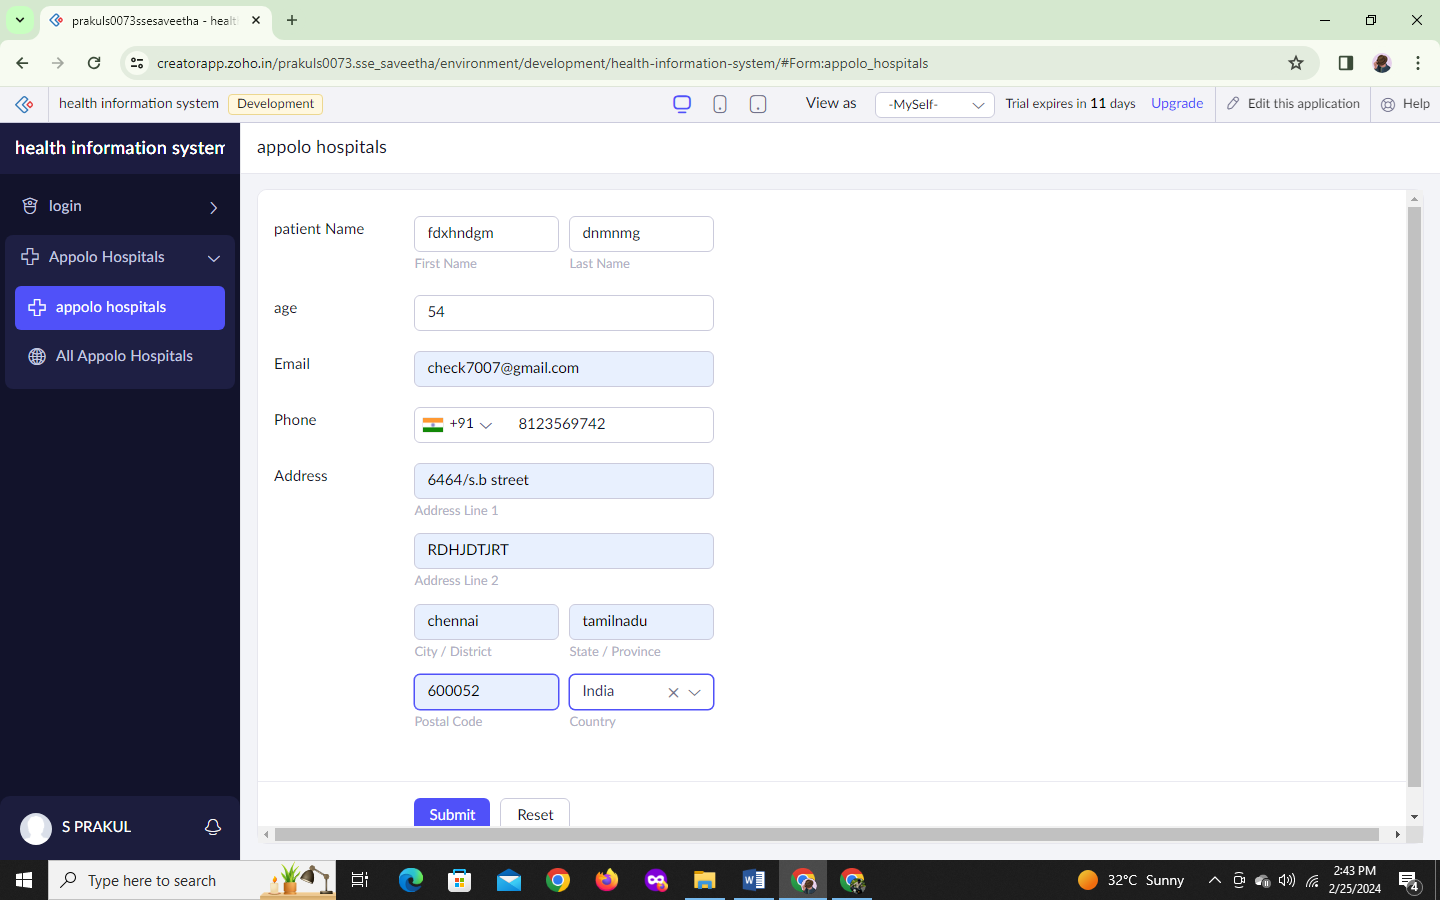 prakuls0073ssesaveetha - healt
creatorapp.zoho.in/prakuls0073.sse_saveetha/environment/development/health-information-system/#Form:appolo_hospitals
health information system Development View as -MySelf- Trial expires in 11 days Upgrade Edit this application Help
health information system
appolo hospitals
login
Appolo Hospitals
appolo hospitals
All Appolo Hospitals
patient Name fdxhndgm dnmnmg
First Name Last Name
age 54
Email check7007@gmail.com
Phone +91 8123569742
Address 6464/s.b street
Address Line 1
RDHJDTJRT
Address Line 2
chennai tamilnadu
City / District State / Province
600052 India
Postal Code Country
Submit Reset
S PRAKUL
Type here to search
32°C Sunny
2:43 PM
2/25/2024
4